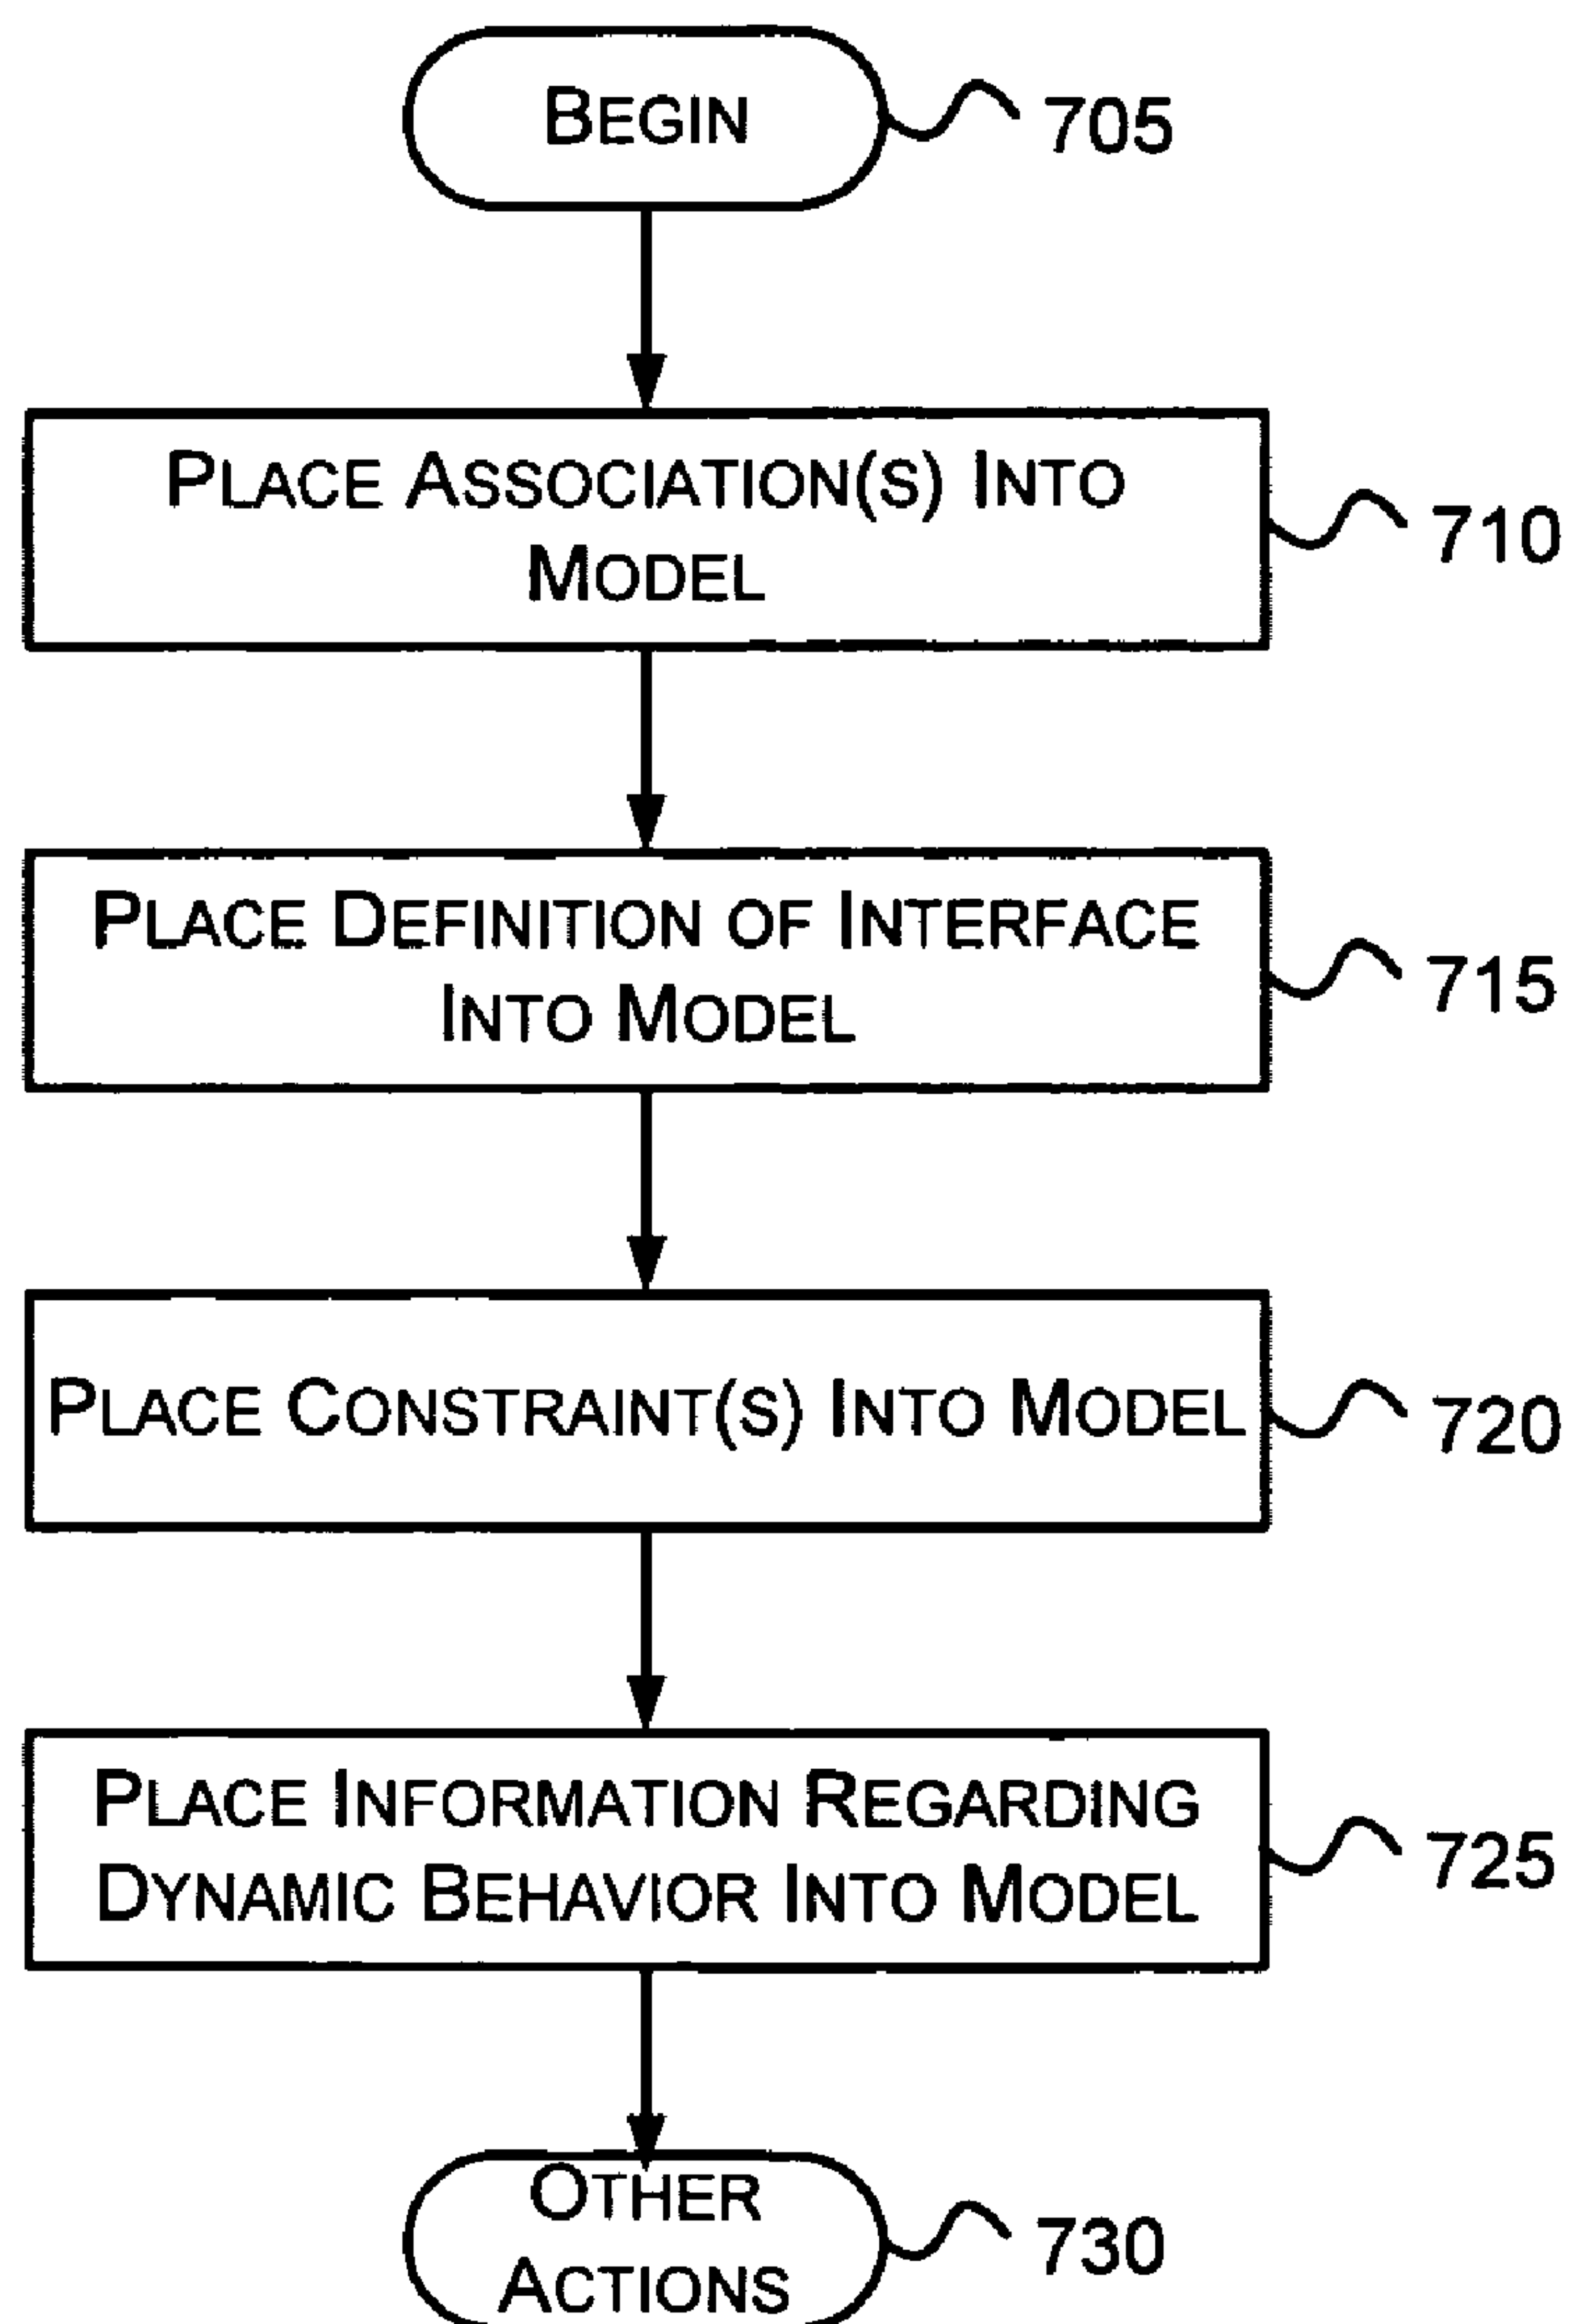 BEGIN
705
PLACE ASSOCIATION(S) INTO
MODEL
710
PLACE DEFINITION OF INTERFACE
INTO MODEL
715
PLACE CONSTRAINT(S) INTO MODEL
720
PLACE INFORMATION REGARDING
DYNAMIC BEHAVIOR INTO MODEL
725
OTHER
ACTIONS
730